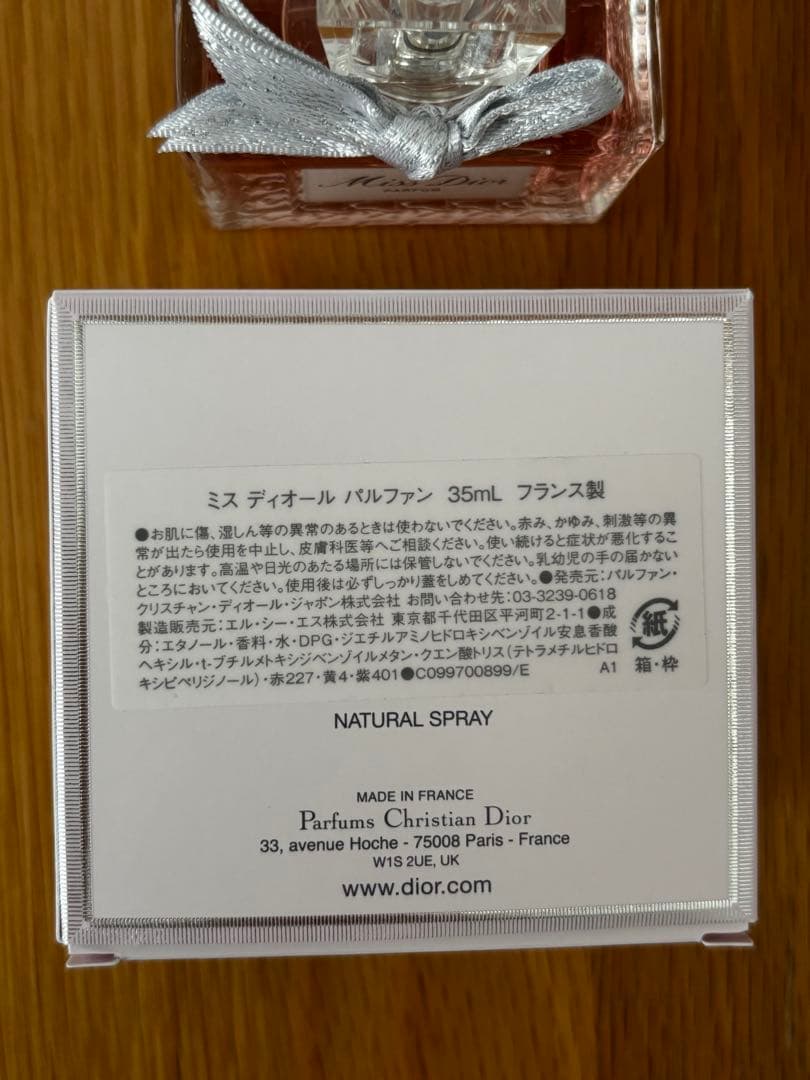 Miss Dior
PARFUM
ミス ディオール パルファン 35mL フランス製
●お肌に傷、湿しん等の異常のあるときは使わないでください。赤み、かゆみ、刺激等の異
常が出たら使用を中止し、皮膚科医等へご相談ください。使い続けると症状が悪化するこ
とがあります。高温や日光のあたる場所には保管しないでください。乳幼児の手の届かない
ところにおいてください。使用後は必ずしっかり蓋をしめてください。●発売元：パルファン・
クリスチャン・ディオール・ジャポン株式会社 お問い合わせ先：03-3239-0618
製造販売元：エル・シー・エス株式会社 東京都千代田区平河町2-1-1●成
分：エタノール・香料・水・DPG・ジエチルアミノヒドロキシベンゾイル安息香酸
ヘキシル・t-ブチルメトキシジベンゾイルメタン・クエン酸トリス（テトラメチルヒドロ
キシピペリジノール）・赤227・黄4・紫401●C099700899/E
A1
紙
箱・枠
NATURAL SPRAY
MADE IN FRANCE
Parfums Christian Dior
33, avenue Hoche - 75008 Paris - France
W1S 2UE, UK
www.dior.com